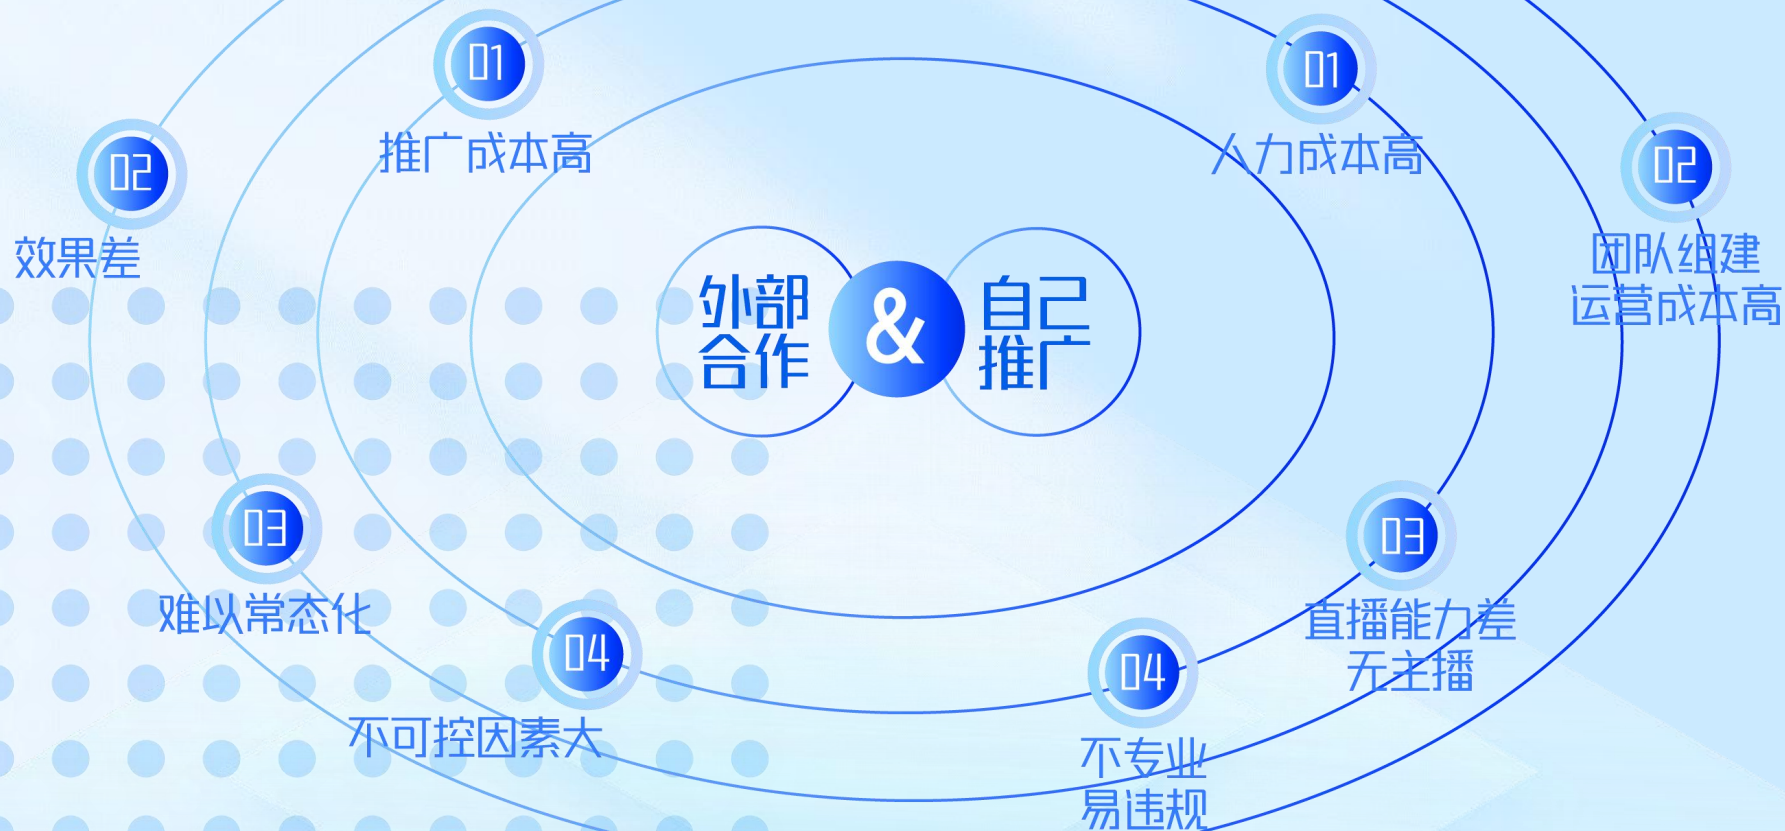 01
推广成本高
02
效果差
03
难以常态化
04
不可控因素大
外部
合作
&
自己
推广
01
人力成本高
02
团队组建
运营成本高
03
直播能力差
无主播
04
不专业
易违规